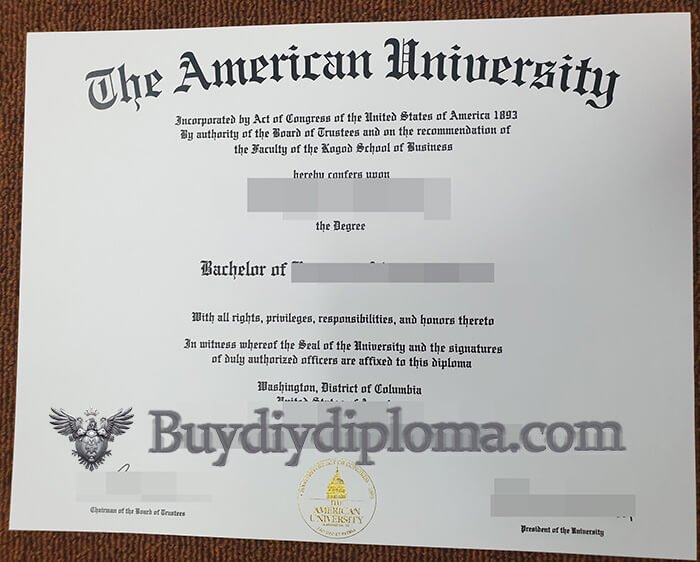 The American University
Incorporated by Act of Congress of the United States of America 1893
By authority of the Board of Trustees and on the recommendation of
the Faculty of the Kogod School of Business
hereby confers upon
the Degree
Bachelor of
With all rights, privileges, responsibilities, and honors thereto
In witness whereof the Seal of the University and the signatures
of duly authorized officers are affixed to this diploma
Washington, District of Columbia
United States of
Buydiydiploma.com
Chairman of the Board of Trustees
THE
AMERICAN
UNIVERSITY
President of the University